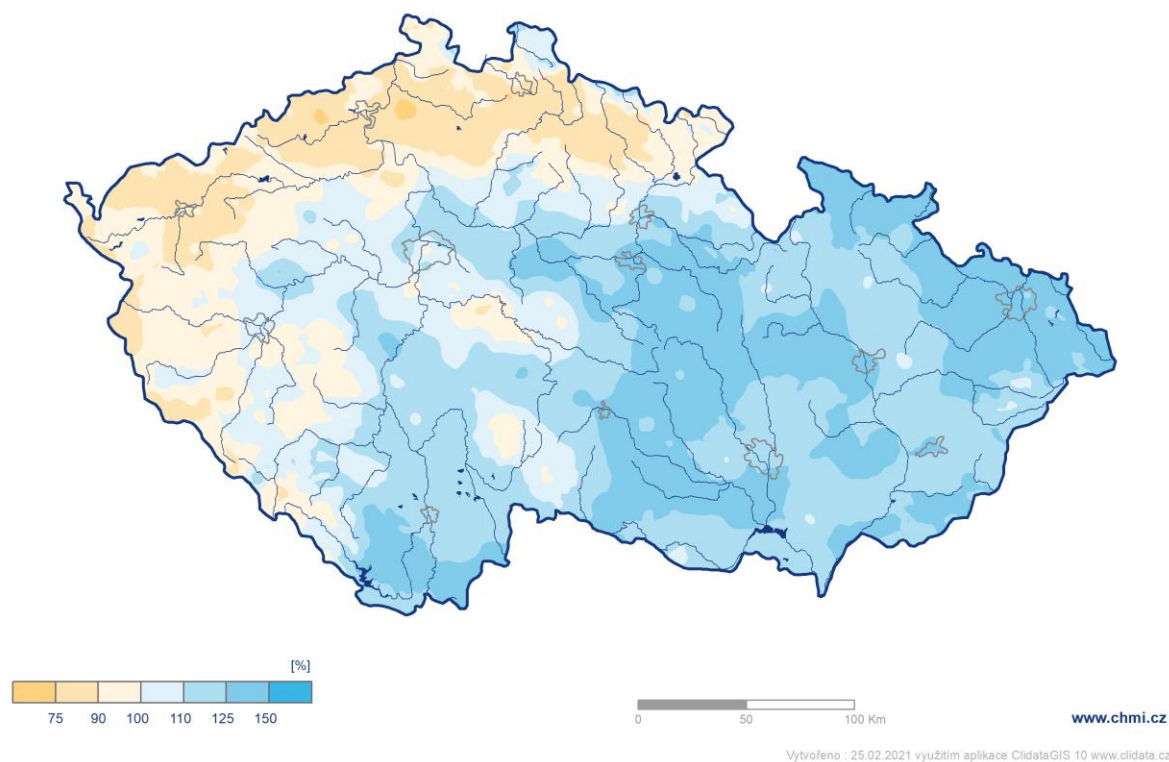 [%]
75 90 100 110 125 150
0 50 100 Km
www.chmi.cz
Vytvořeno : 25.02.2021 využitím aplikace ClidataGIS 10 www.clidata.cz